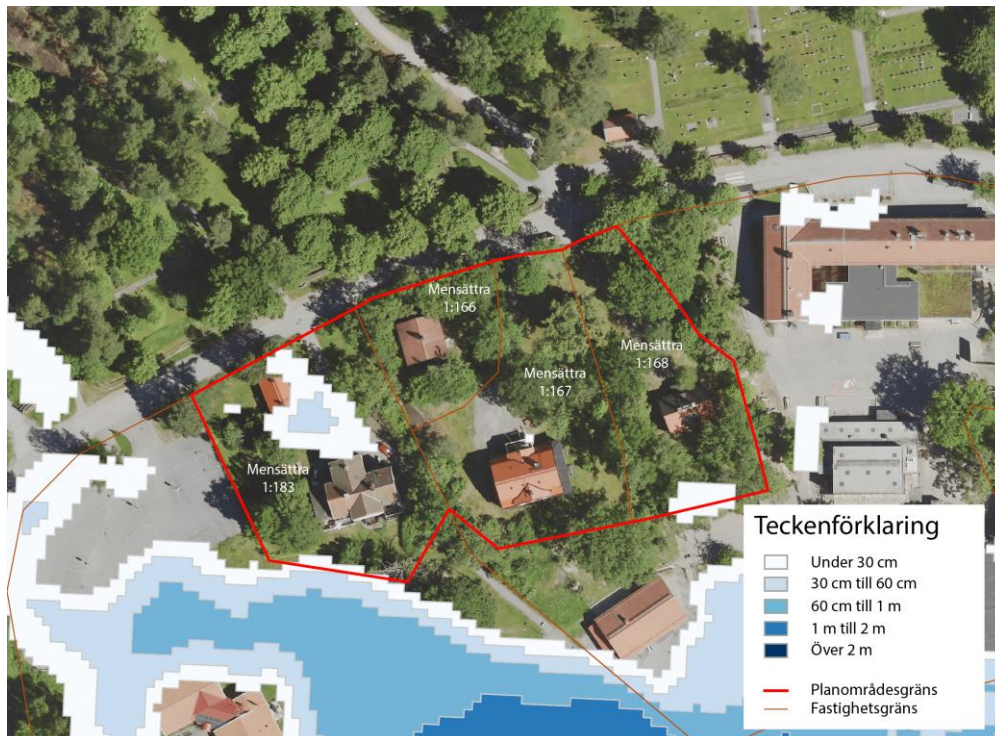 Mensättra
1:166
Mensättra
1:167
Mensättra
1:168
Mensättra
1:183
Teckenförklaring
Under 30 cm
30 cm till 60 cm
60 cm till 1 m
1 m till 2 m
Över 2 m
Planområdesgräns
Fastighetsgräns